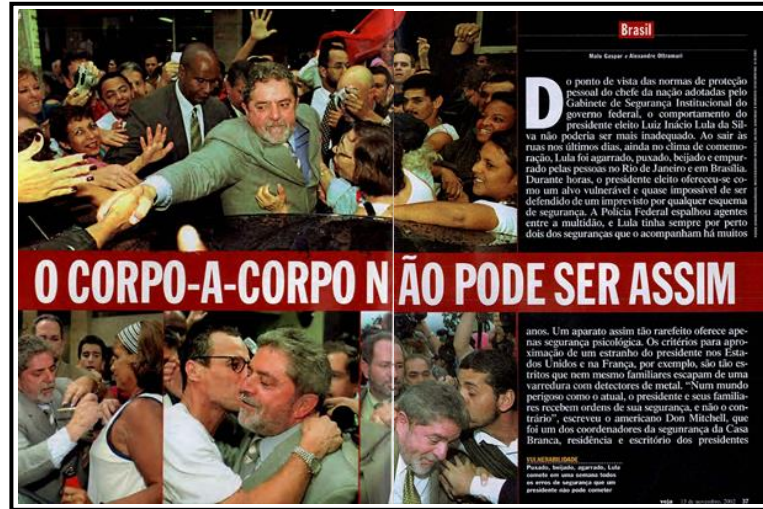 Brasil
Malu Gaspar e Alexandre Oltramari
Do ponto de vista das normas de proteção
pessoal do chefe da nação adotadas pelo
Gabinete de Segurança Institucional do
governo federal, o comportamento do
presidente eleito Luiz Inácio Lula da Sil-
va não poderia ser mais inadequado. Ao sair às
ruas nos últimos dias, ainda no clima de comemo-
ração, Lula foi agarrado, puxado, beijado e empur-
rado pelas pessoas no Rio de Janeiro e em Brasília.
Durante horas, o presidente eleito ofereceu-se co-
mo um alvo vulnerável e quase impossível de ser
defendido de um imprevisto por qualquer esquema
de segurança. A Polícia Federal espalhou agentes
entre a multidão, e Lula tinha sempre por perto
dois dos seguranças que o acompanham há muitos
O CORPO-A-CORPO NÃO PODE SER ASSIM
anos. Um aparato assim tão rarefeito oferece ape-
nas segurança psicológica. Os critérios para apro-
ximação de um estranho do presidente nos Esta-
dos Unidos e na França, por exemplo, são tão es-
tritos que nem mesmo familiares escapam de uma
varredura com detectores de metal. "Num mundo
perigoso como o atual, o presidente e seus familia-
res recebem ordens de sua segurança, e não o con-
trário", escreveu o americano Don Mitchell, que
foi um dos coordenadores da segurança da Casa
Branca, residência e escritório dos presidentes
VULNERABILIDADE
Puxado, beijado, agarrado, Lula
comete em uma semana todos
os erros de segurança que um
presidente não pode cometer
veja 13 de novembro, 2002 37